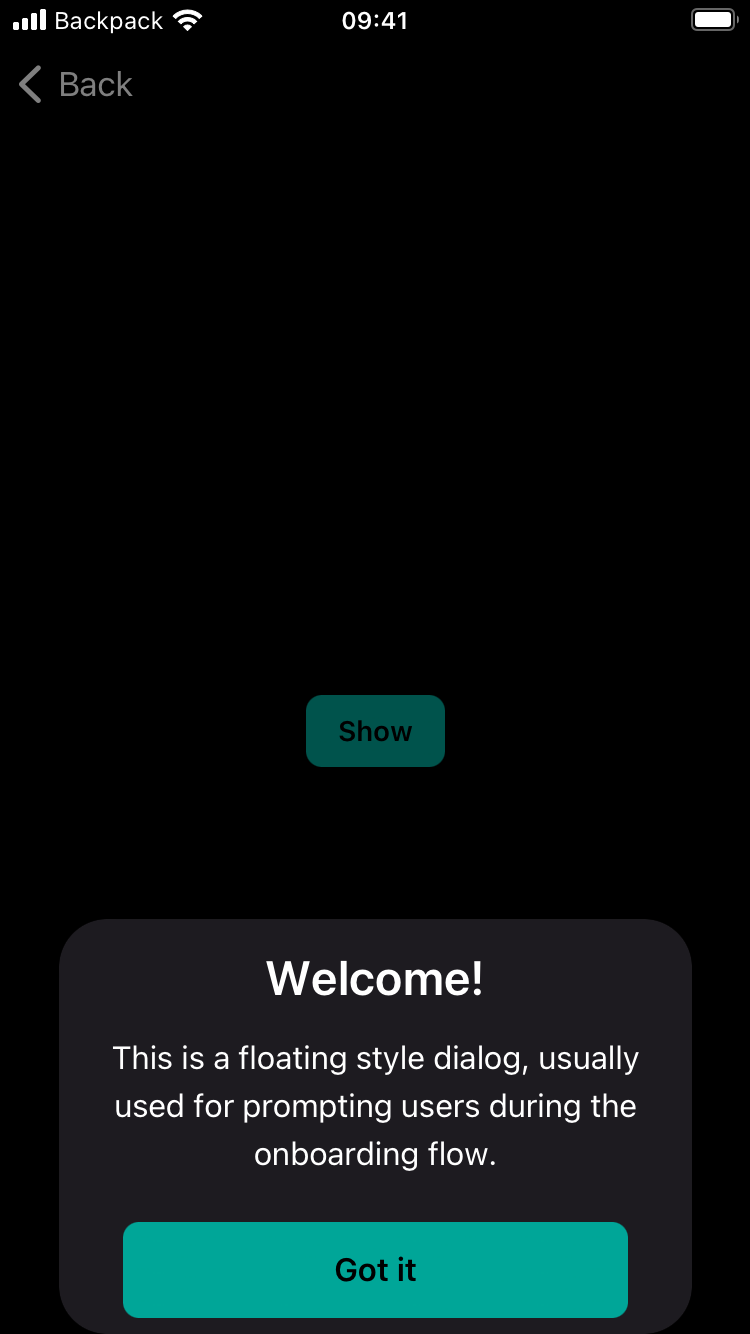 Backpack 09:41
Back
Show
Welcome!
This is a floating style dialog, usually
used for prompting users during the
onboarding flow.
Got it